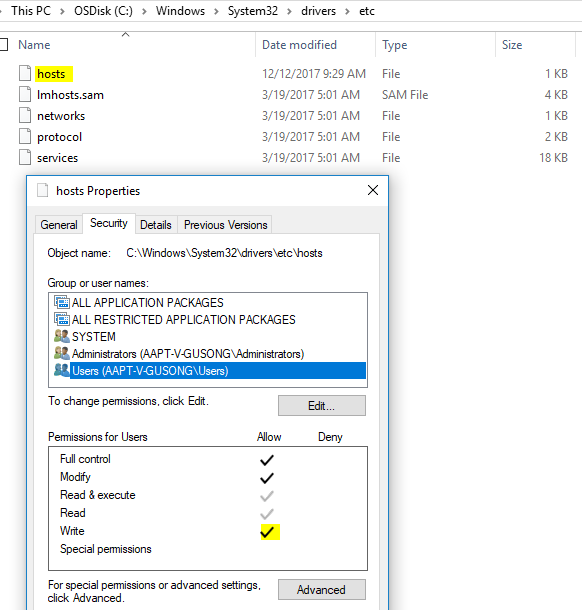 This PC > OSDisk (C:) > Windows > System32 > drivers > etc
Name Date modified Type Size
hosts 12/12/2017 9:29 AM File 1 KB
lmhosts.sam 3/19/2017 5:01 AM SAM File 4 KB
networks 3/19/2017 5:01 AM File 1 KB
protocol 3/19/2017 5:01 AM File 2 KB
services 3/19/2017 5:01 AM File 18 KB
hosts Properties
General Security Details Previous Versions
Object name: C:\Windows\System32\drivers\etc\hosts
Group or user names:
ALL APPLICATION PACKAGES
ALL RESTRICTED APPLICATION PACKAGES
SYSTEM
Administrators (AAPT-V-GUSONG\Administrators)
Users (AAPT-V-GUSONG\Users)
To change permissions, click Edit.
Edit...
Permissions for Users Allow Deny
Full control
Modify
Read & execute
Read
Write
Special permissions
For special permissions or advanced settings,
click Advanced.
Advanced